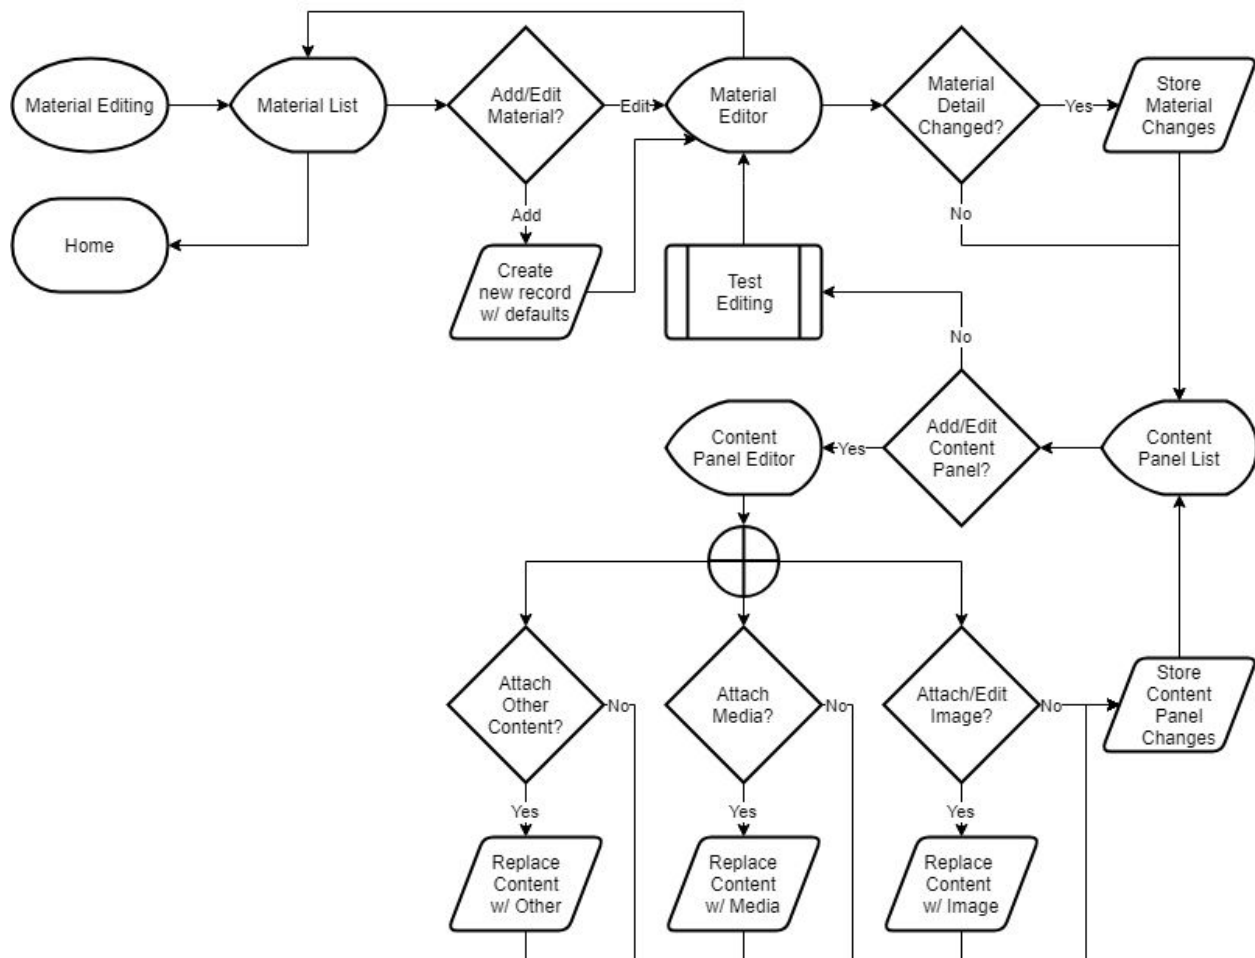 Material Editing
Material List
Add/Edit
Material?
Edit
Material
Editor
Material
Detail
Changed?
Yes
Store
Material
Changes
Home
Add
No
Create
new record
w/ defaults
Test
Editing
No
Content
Panel Editor
Yes
Add/Edit
Content
Panel?
Content
Panel List
Attach
Other
Content?
No
Attach
Media?
No
Attach/Edit
Image?
No
Store
Content
Panel
Changes
Yes
Yes
Yes
Replace
Content
w/ Other
Replace
Content
w/ Media
Replace
Content
w/ Image